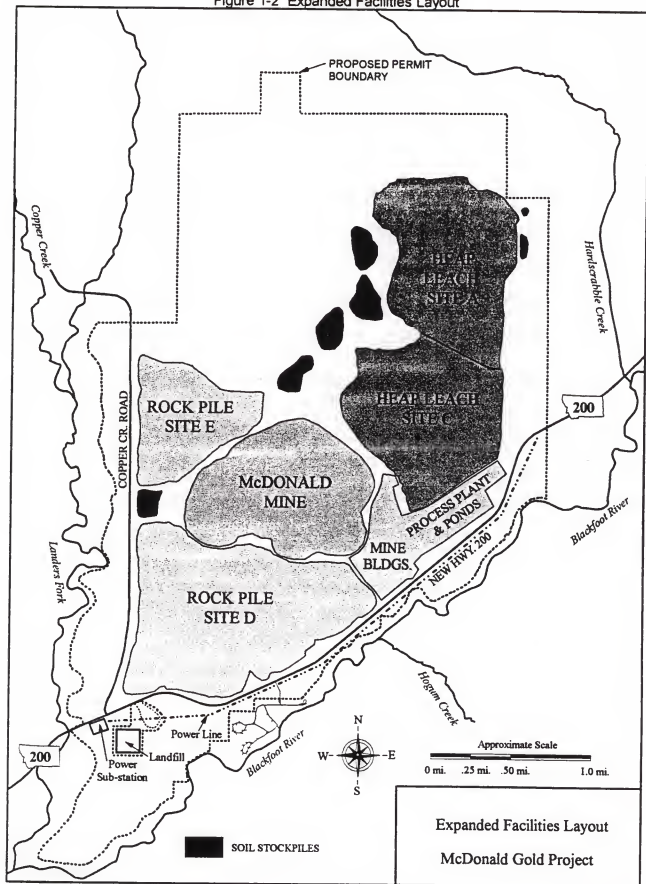 Figure 1-2 Expanded Facilities Layout
PROPOSED PERMIT
BOUNDARY
Copper Creek
HEAP
LEACH
SITE A
Hardscrabble Creek
COPPER CR. ROAD
ROCK PILE
SITE E
HEAP LEACH
SITE C
200
McDONALD
MINE
PROCESS PLANT
& PONDS
MINE
BLDGS.
NEW HWY. 200
Blackfoot River
Landers Fork
ROCK PILE
SITE D
Hogum Creek
200
Power
Sub-station
Landfill
Power Line
Blackfoot River
N
W
E
S
Approximate Scale
0 mi. .25 mi. .50 mi. 1.0 mi.
SOIL STOCKPILES
Expanded Facilities Layout
McDonald Gold Project